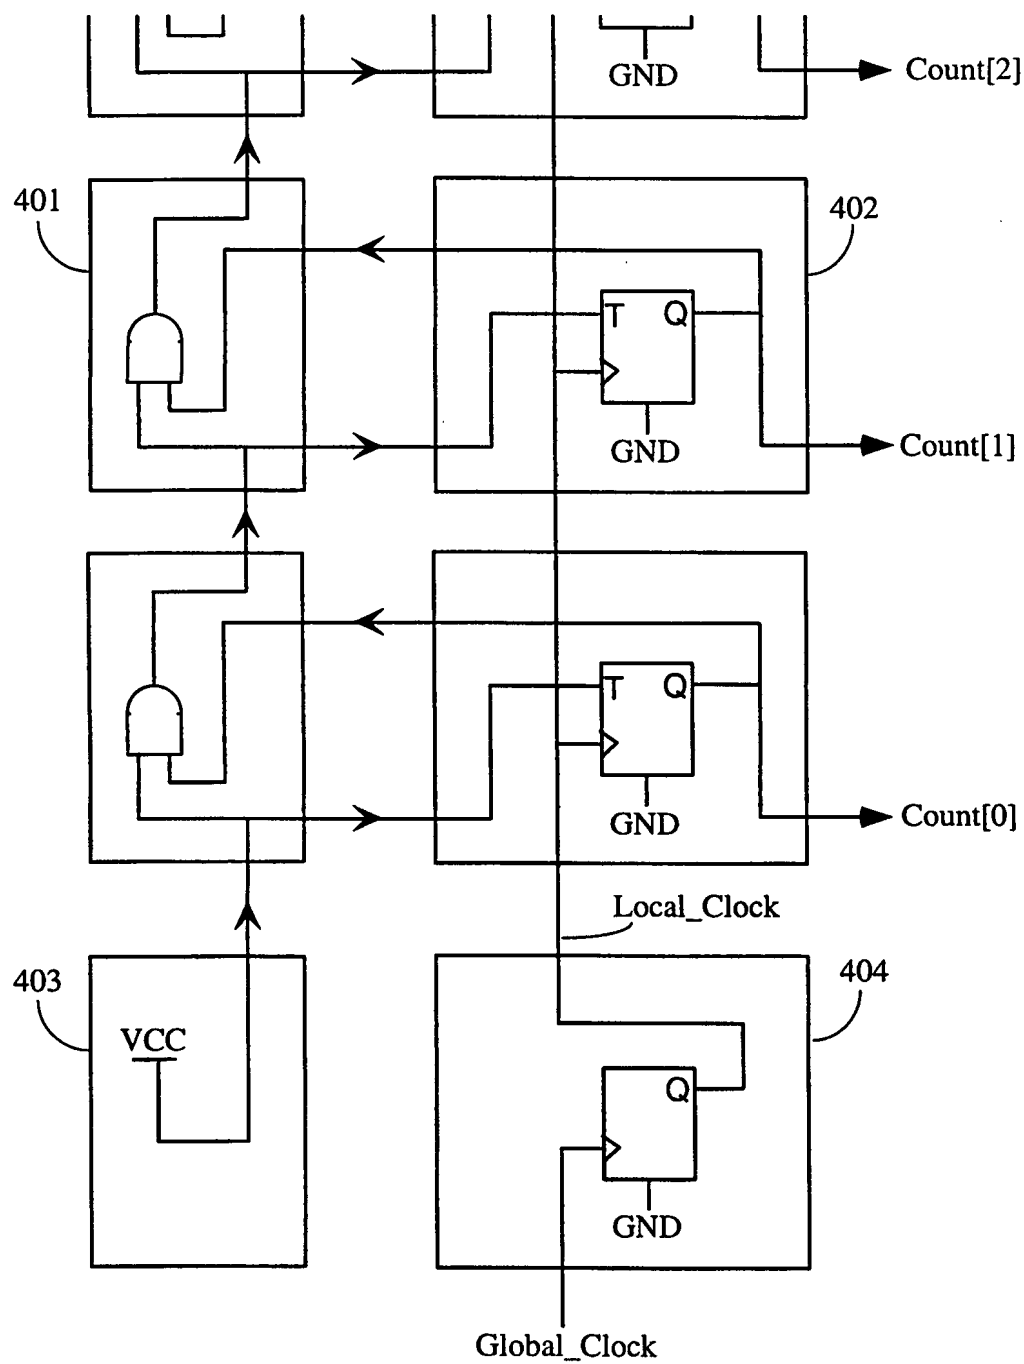 GND
Count[2]
401
402
T Q
GND
Count[1]
T Q
GND
Count[0]
Local_Clock
403
404
VCC
Q
GND
Global_Clock